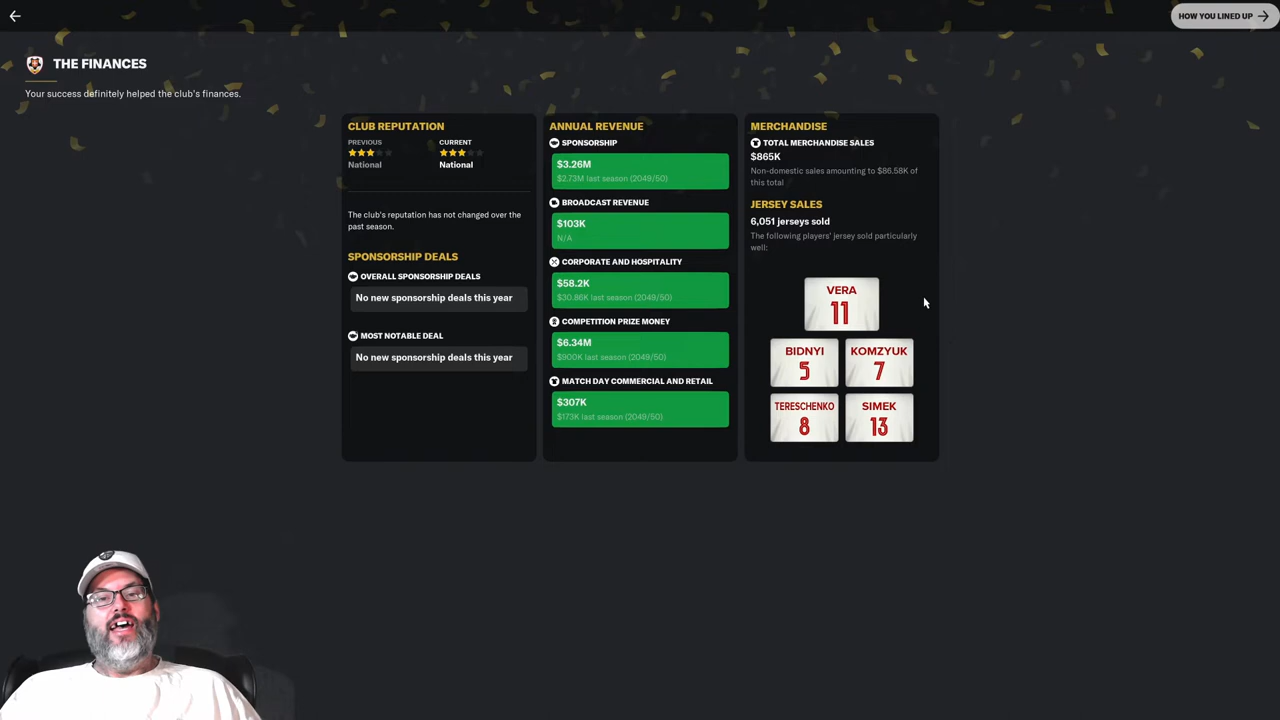 HOW YOU LINED UP
THE FINANCES
Your success definitely helped the club's finances.
CLUB REPUTATION
PREVIOUS
CURRENT
National
National
The club's reputation has not changed over the
past season.
SPONSORSHIP DEALS
OVERALL SPONSORSHIP DEALS
No new sponsorship deals this year
MOST NOTABLE DEAL
No new sponsorship deals this year
ANNUAL REVENUE
SPONSORSHIP
$3.26M
$2.73M last season (2049/50)
BROADCAST REVENUE
$103K
N/A
CORPORATE AND HOSPITALITY
$58.2K
$30.86K last season (2049/50)
COMPETITION PRIZE MONEY
$6.34M
$900K last season (2049/50)
MATCH DAY COMMERCIAL AND RETAIL
$307K
$173K last season (2049/50)
MERCHANDISE
TOTAL MERCHANDISE SALES
$865K
Non-domestic sales amounting to $86.58K of
this total
JERSEY SALES
6,051 jerseys sold
The following players' jersey sold particularly
well:
VERA
11
BIDNYI
5
KOMZYUK
7
TERESCHENKO
8
SIMEK
13